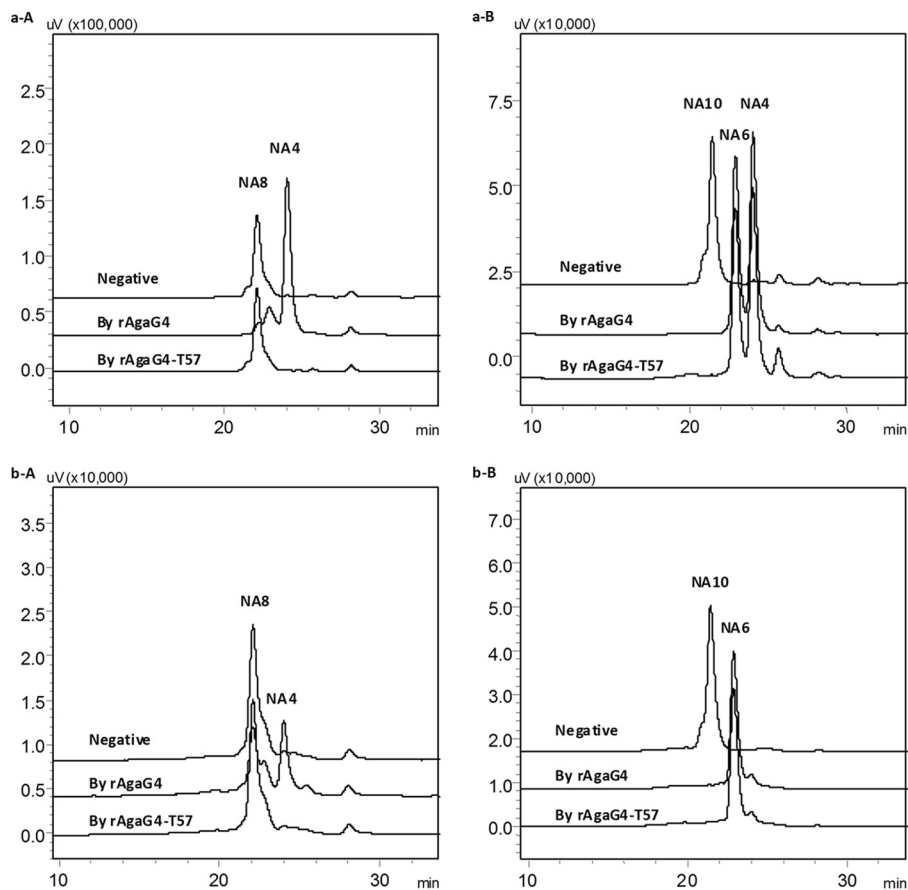 a-A uV (x100,000)
2.5
2.0
NA4
1.5
NA8
1.0
Negative
0.5
By rAgaG4
By rAgaG4-T57
0.0
10 20 30 min
a-B uV (x10,000)
7.5
NA10 NA4
NA6
5.0
Negative
2.5
By rAgaG4
0.0
By rAgaG4-T57
10 20 30 min
b-A uV (x10,000)
3.5
3.0
NA8
2.5
2.0
NA4
1.5
Negative
1.0
By rAgaG4
0.5
By rAgaG4-T57
0.0
10 20 30 min
b-B uV (x10,000)
7.0
6.0
NA10
5.0
NA6
4.0
3.0
Negative
2.0
By rAgaG4
1.0
By rAgaG4-T57
0.0
10 20 30 min